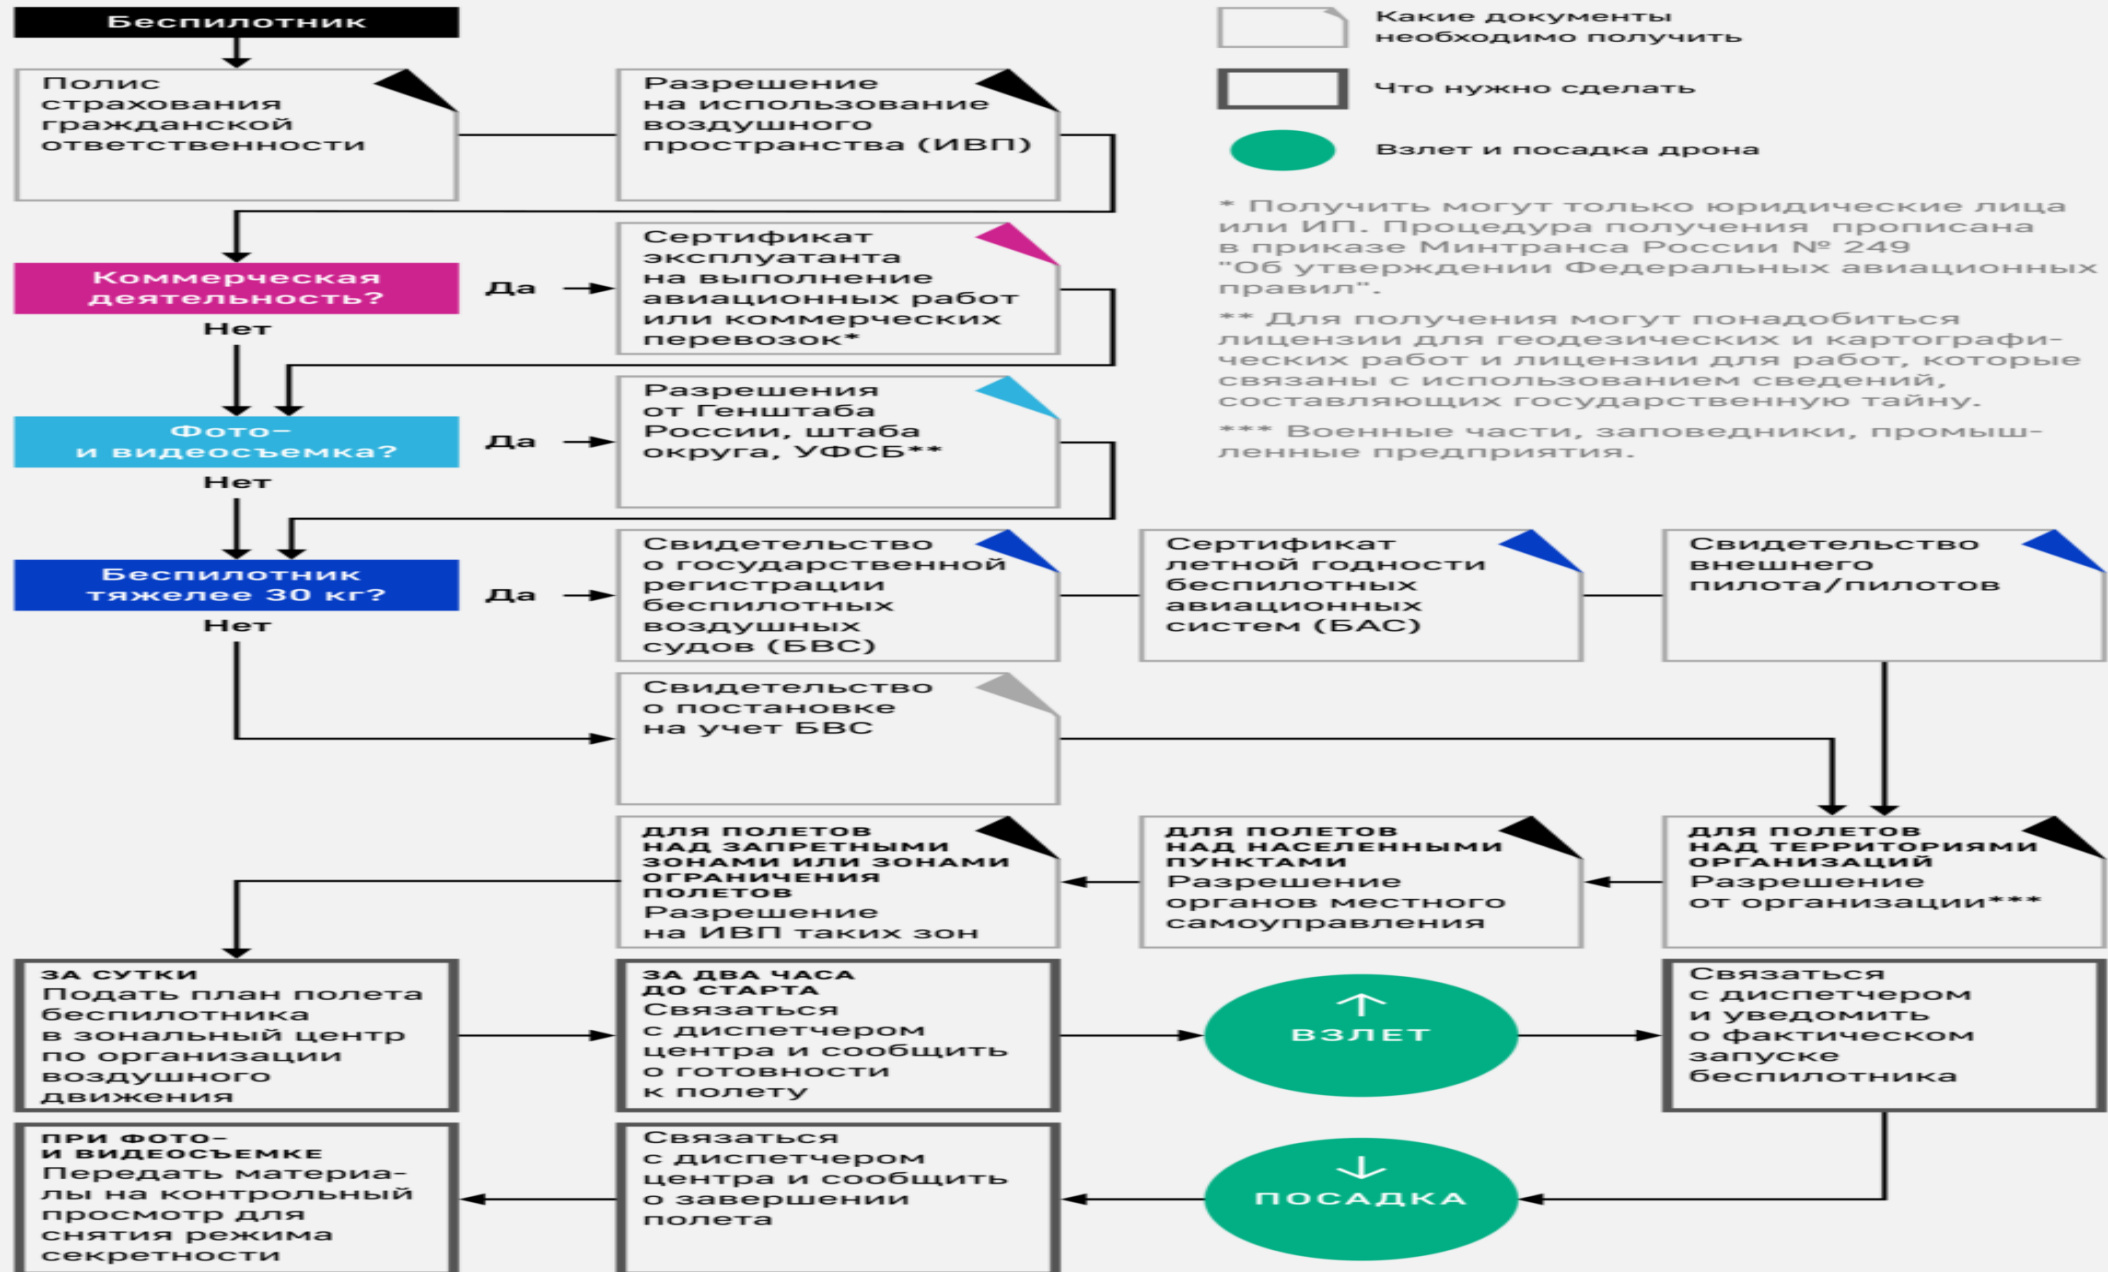 Беспилотник
Полис
страхования
гражданской
ответственности
Разрешение
на использование
воздушного
пространства (ИВП)
Какие документы
необходимо получить
Что нужно сделать
Взлет и посадка дрона
* Получить могут только юридические лица
или ИП. Процедура получения прописана
в приказе Минтранса России № 249
"Об утверждении Федеральных авиационных
правил".
** Для получения могут понадобиться
лицензии для геодезических и картографи-
ческих работ и лицензии для работ, которые
связаны с использованием сведений,
составляющих государственную тайну.
*** Военные части, заповедники, промыш-
ленные предприятия.
Коммерческая
деятельность?
Да
Нет
Сертификат
эксплуатанта
на выполнение
авиационных работ
или коммерческих
перевозок*
Фото-
и видеосъемка?
Да
Нет
Разрешения
от Генштаба
России, штаба
округа, УФСБ**
Беспилотник
тяжелее 30 кг?
Да
Нет
Свидетельство
о государственной
регистрации
беспилотных
воздушных
судов (БВС)
Сертификат
летной годности
беспилотных
авиационных
систем (БАС)
Свидетельство
внешнего
пилота/пилотов
Свидетельство
о постановке
на учет БВС
ДЛЯ ПОЛЕТОВ
НАД ЗАПРЕТНЫМИ
ЗОНАМИ ИЛИ ЗОНАМИ
ОГРАНИЧЕНИЯ
ПОЛЕТОВ
Разрешение
на ИВП таких зон
ДЛЯ ПОЛЕТОВ
НАД НАСЕЛЕННЫМИ
ПУНКТАМИ
Разрешение
органов местного
самоуправления
ДЛЯ ПОЛЕТОВ
НАД ТЕРРИТОРИЯМИ
ОРГАНИЗАЦИЙ
Разрешение
от организации***
ЗА СУТКИ
Подать план полета
беспилотника
в зональный центр
по организации
воздушного
движения
ЗА ДВА ЧАСА
ДО СТАРТА
Связаться
с диспетчером
центра и сообщить
о готовности
к полету
ВЗЛЕТ
Связаться
с диспетчером
и уведомить
о фактическом
запуске
беспилотника
ПРИ ФОТО-
И ВИДЕОСЪЕМКЕ
Передать материа-
лы на контрольный
просмотр для
снятия режима
секретности
Связаться
с диспетчером
центра и сообщить
о завершении
полета
ПОСАДКА